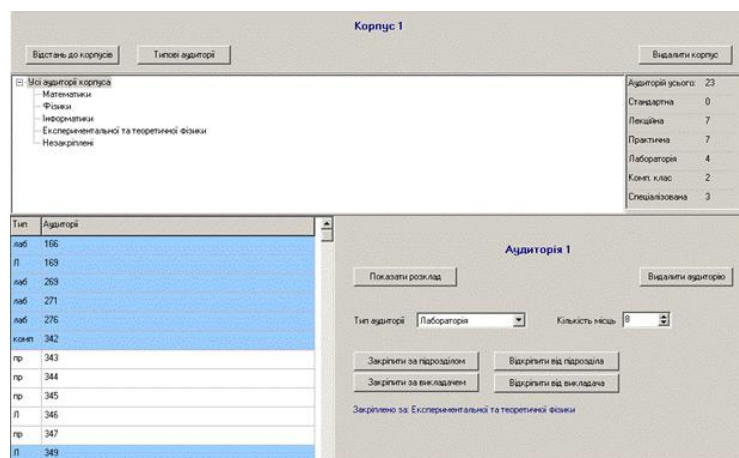 Корпус 1
Відстань до корпусів Типові аудиторії Видалити корпус
Усі аудиторії корпуса
Математики
Фізики
Інформатики
Експериментальної та теоретичної фізики
Незакріплені
Аудиторій усього: 23
Стандартна 0
Лекційна 7
Практична 7
Лабораторія 4
Комп. клас 2
Спеціалізована 3
Тип Аудиторії
лаб 166
Л 169
лаб 269
лаб 271
лаб 276
комп 342
пр 343
пр 344
пр 345
Л 346
пр 347
Л 349
Аудиторія 1
Показати розклад Видалити аудиторію
Тип аудиторії Лабораторія Кількість місць 8
Закріпити за підрозділом Відкріпити від підрозділа
Закріпити за викладачем Відкріпити від викладача
Закріплено за: Експериментальної та теоретичної фізики